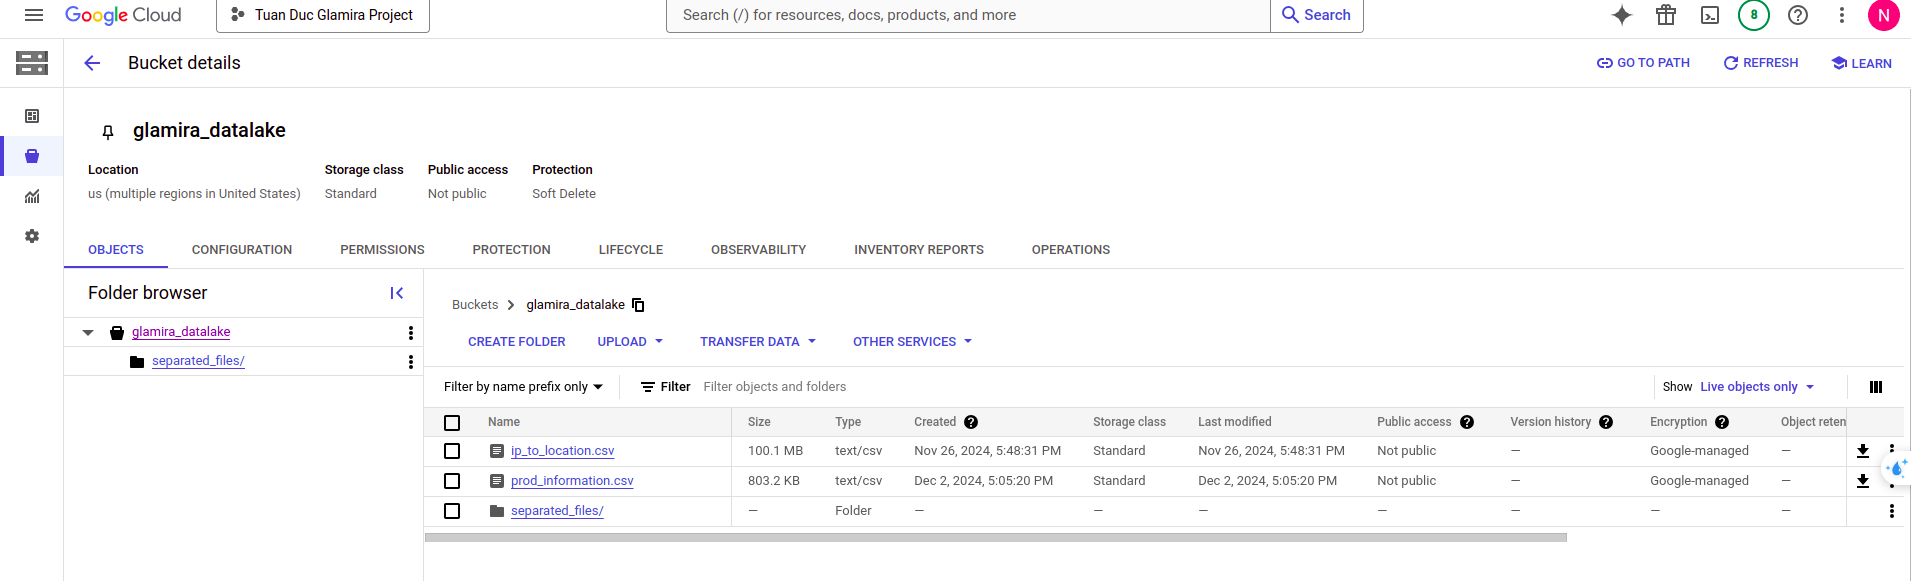 Google Cloud
Tuan Duc Glamira Project
Search (/) for resources, docs, products, and more
Search
8
N
Bucket details
GO TO PATH
REFRESH
LEARN
glamira_datalake
Location Storage class Public access Protection
us (multiple regions in United States) Standard Not public Soft Delete
OBJECTS CONFIGURATION PERMISSIONS PROTECTION LIFECYCLE OBSERVABILITY INVENTORY REPORTS OPERATIONS
Folder browser
glamira_datalake
separated_files/
Buckets glamira_datalake
CREATE FOLDER UPLOAD TRANSFER DATA OTHER SERVICES
Filter by name prefix only Filter Filter objects and folders Show Live objects only
Name Size Type Created Storage class Last modified Public access Version history Encryption Object reten
ip_to_location.csv 100.1 MB text/csv Nov 26, 2024, 5:48:31 PM Standard Nov 26, 2024, 5:48:31 PM Not public — Google-managed —
prod_information.csv 803.2 KB text/csv Dec 2, 2024, 5:05:20 PM Standard Dec 2, 2024, 5:05:20 PM Not public — Google-managed —
separated_files/ — Folder — — — — — — —